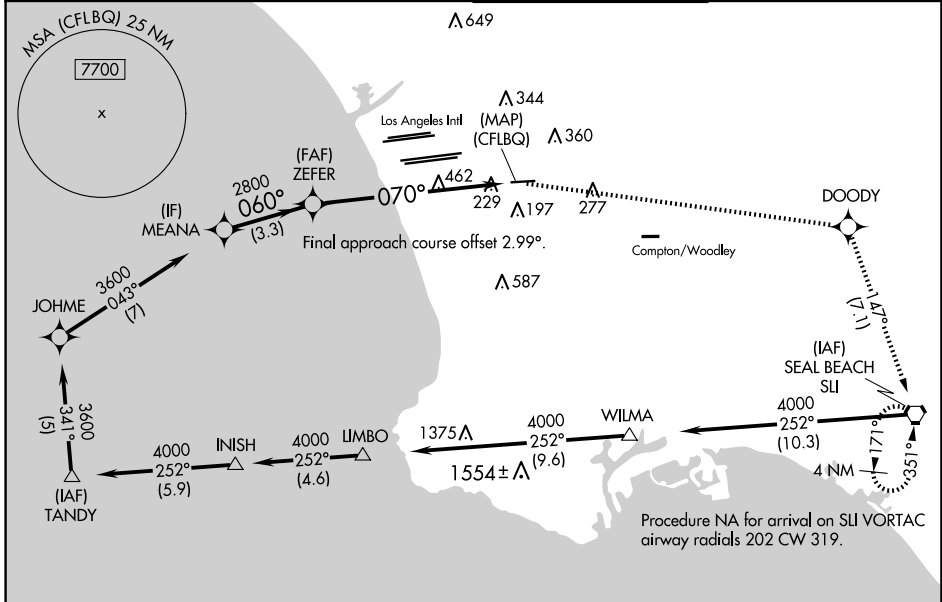 MSA (CFLBQ) 25 NM
7700
x
649
344
Los Angeles Intl
(MAP)
(CFLBQ)
360
(FAF)
ZEFER
462
2800
060°
(3.3)
070°
229
197
277
DOODY
(IF)
MEANA
Final approach course offset 2.99°.
Compton/Woodley
587
3600
043°
(7)
JOHME
147°
(7.1)
(IAF)
SEAL BEACH
SLI
3600
341°
(5)
4000
252°
(5.9)
INISH
4000
252°
(4.6)
LIMBO
1375
1554±
4000
252°
(9.6)
WILMA
4000
252°
(10.3)
171°
351°
4 NM
(IAF)
TANDY
Procedure NA for arrival on SLI VORTAC
airway radials 202 CW 319.